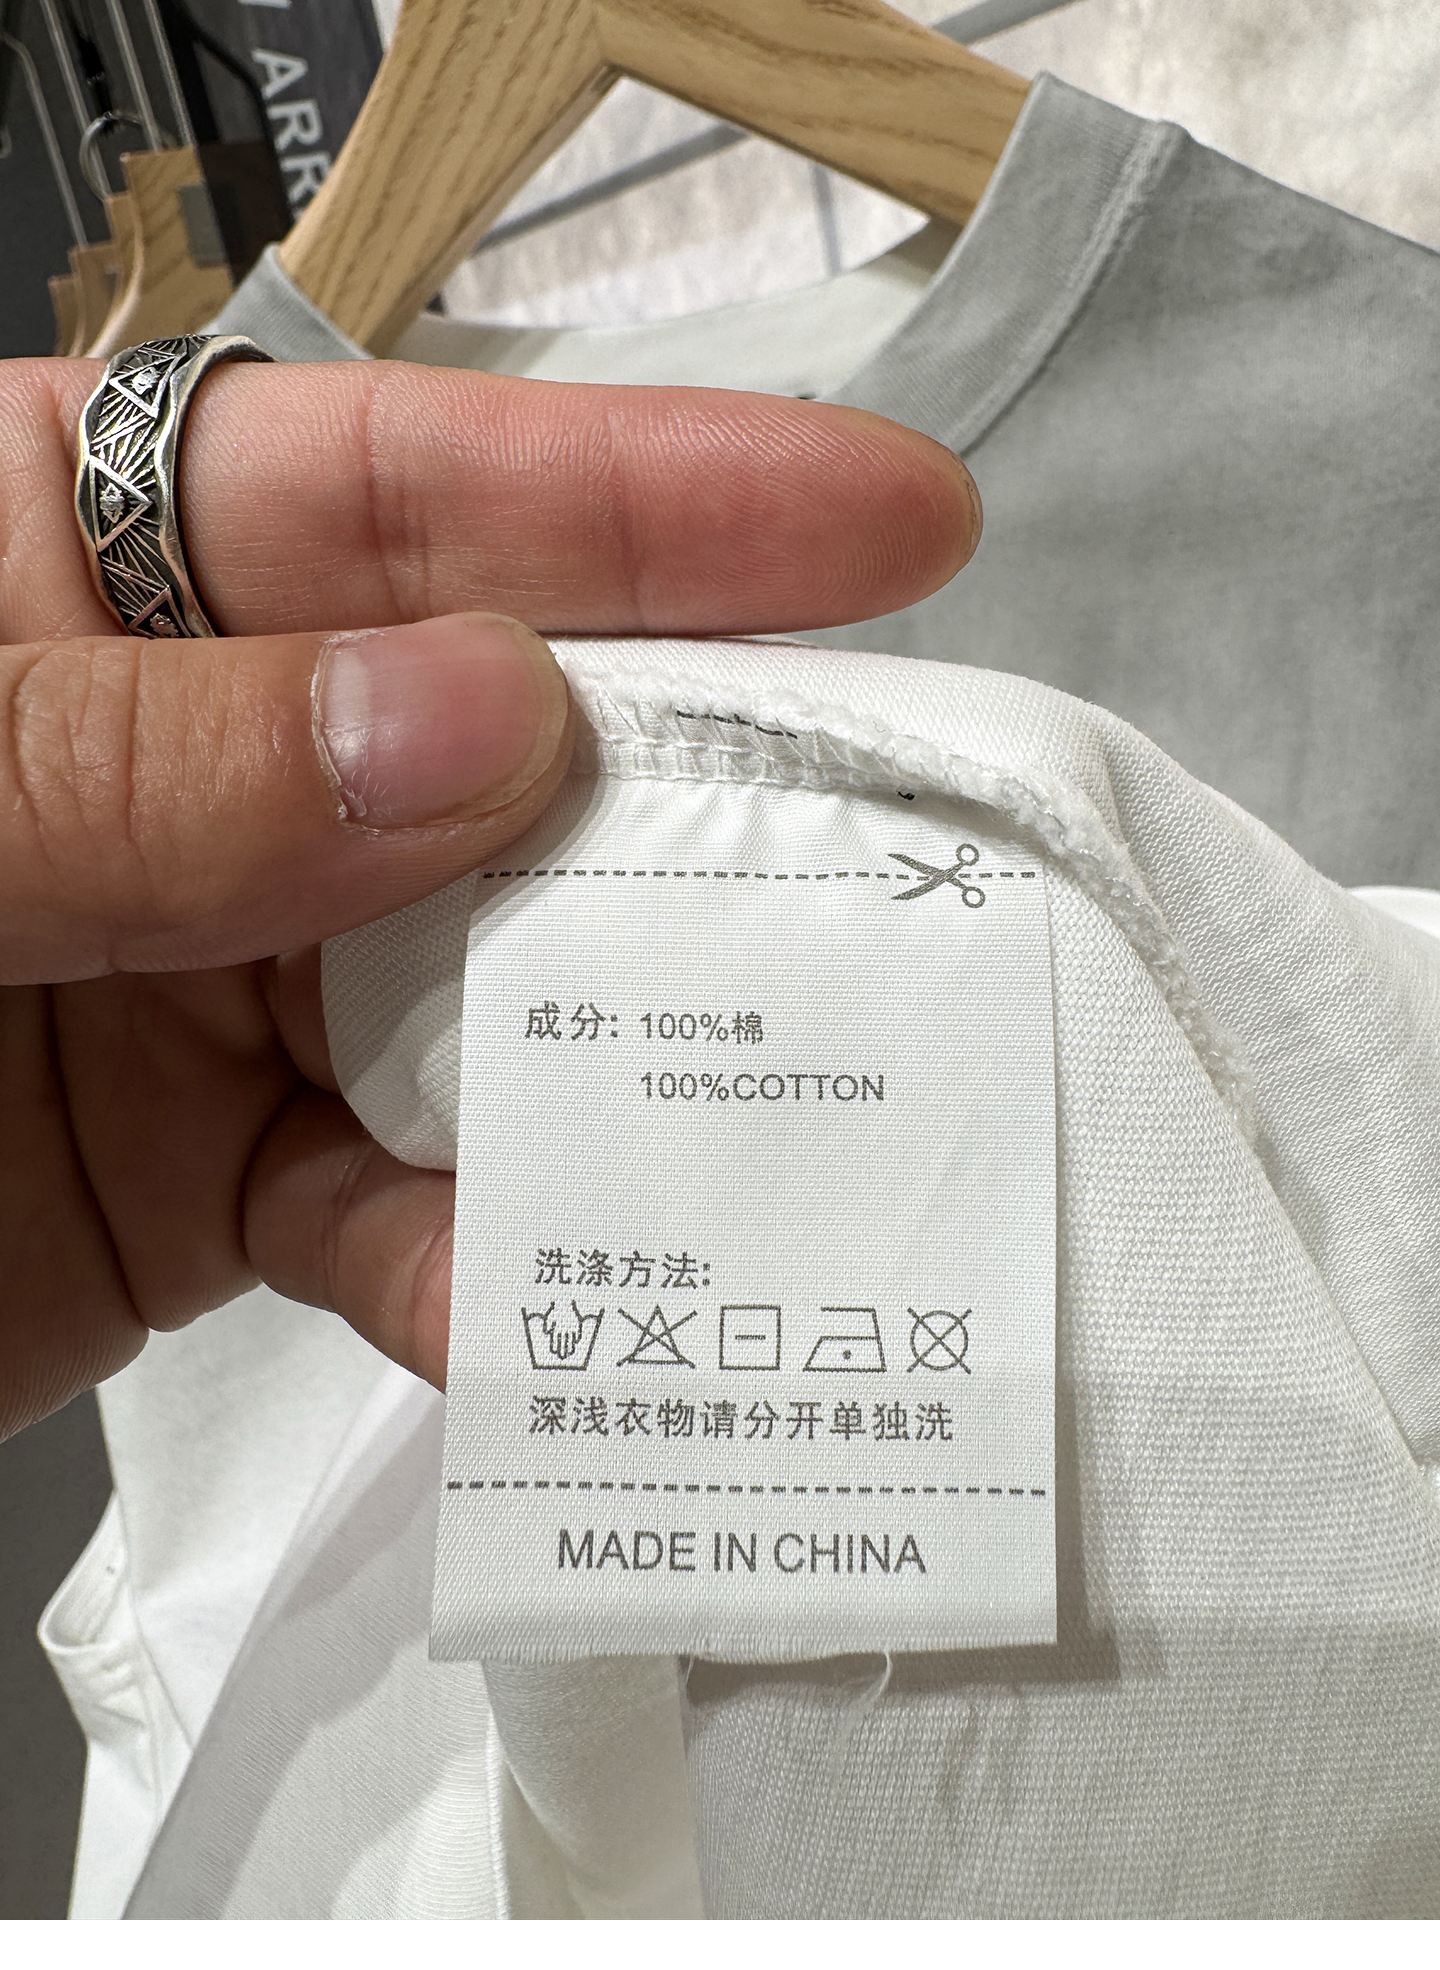 成分: 100%棉
100%COTTON
洗涤方法:
深浅衣物请分开单独洗
MADE IN CHINA